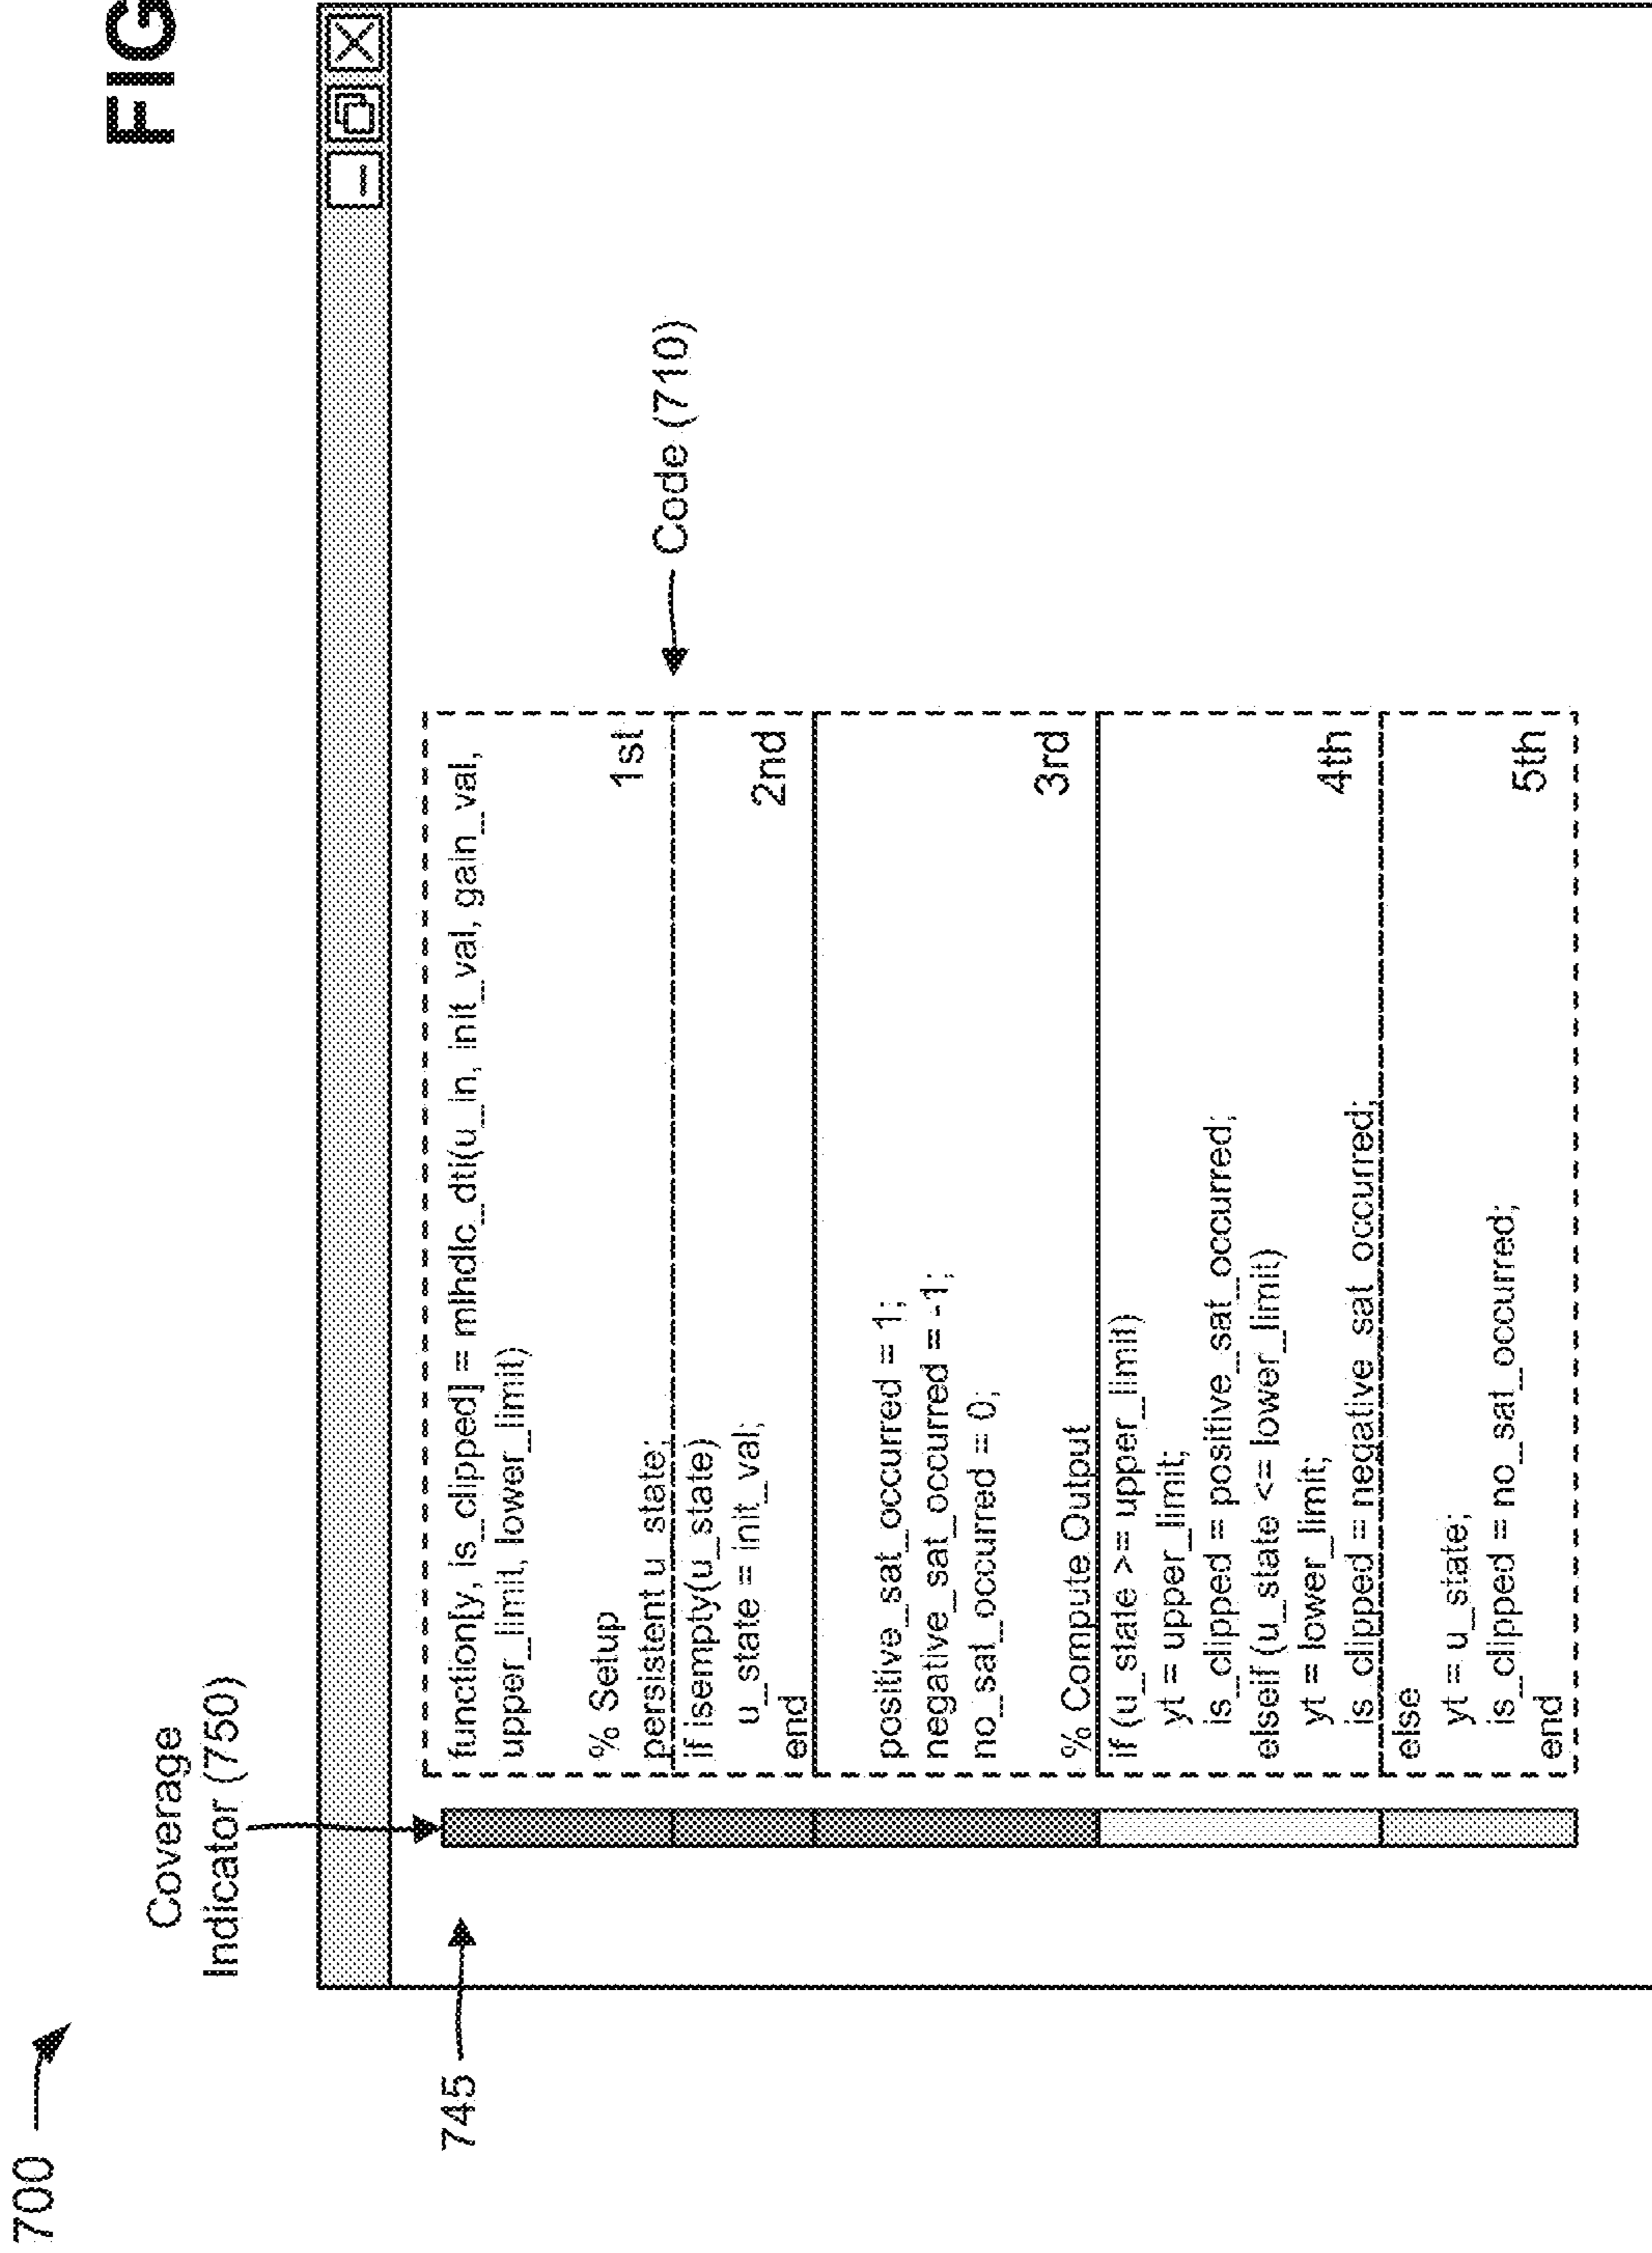 700
FIG
Coverage
Indicator (750)
745
Code (710)
function[y, is_clipped] = mlhdlc_dti(u_in, init_val, gain_val,
upper_limit, lower_limit)
% Setup
persistent u_state;
1st
if isempty(u_state)
u_state = init_val;
end
2nd
positive_sat_occurred = 1;
negative_sat_occurred = -1;
no_sat_occurred = 0;
% Compute Output
3rd
if (u_state >= upper_limit)
yt = upper_limit;
is_clipped = positive_sat_occurred;
elseif (u_state <= lower_limit)
yt = lower_limit;
is_clipped = negative_sat_occurred;
4th
else
yt = u_state;
is_clipped = no_sat_occurred;
end
5th